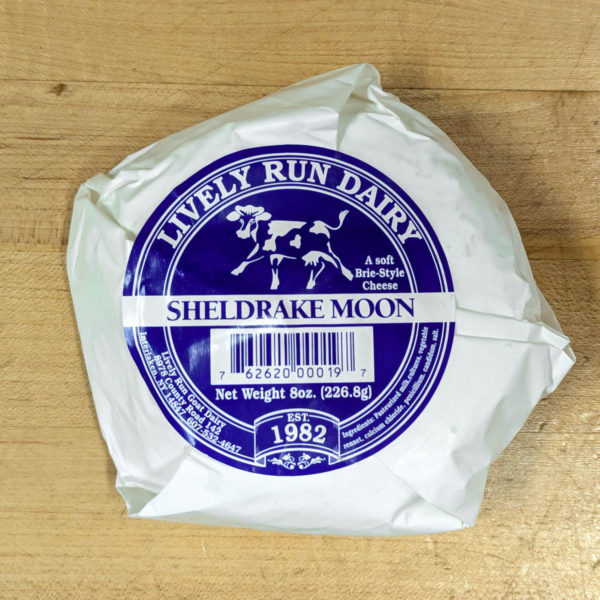 LIVELY RUN DAIRY
A soft
Brie-Style
Cheese
SHELDRAKE MOON
7 62620 00019 7
Net Weight 8oz. (226.8g)
Lively Run Goat Dairy
8978 County Road 142
Interlaken, NY 14847 607-532-4647
EST.
1982
Ingredients: Pasteurized milk, cultures, vegetable
rennet, calcium chloride, penicillium, candidum, salt.